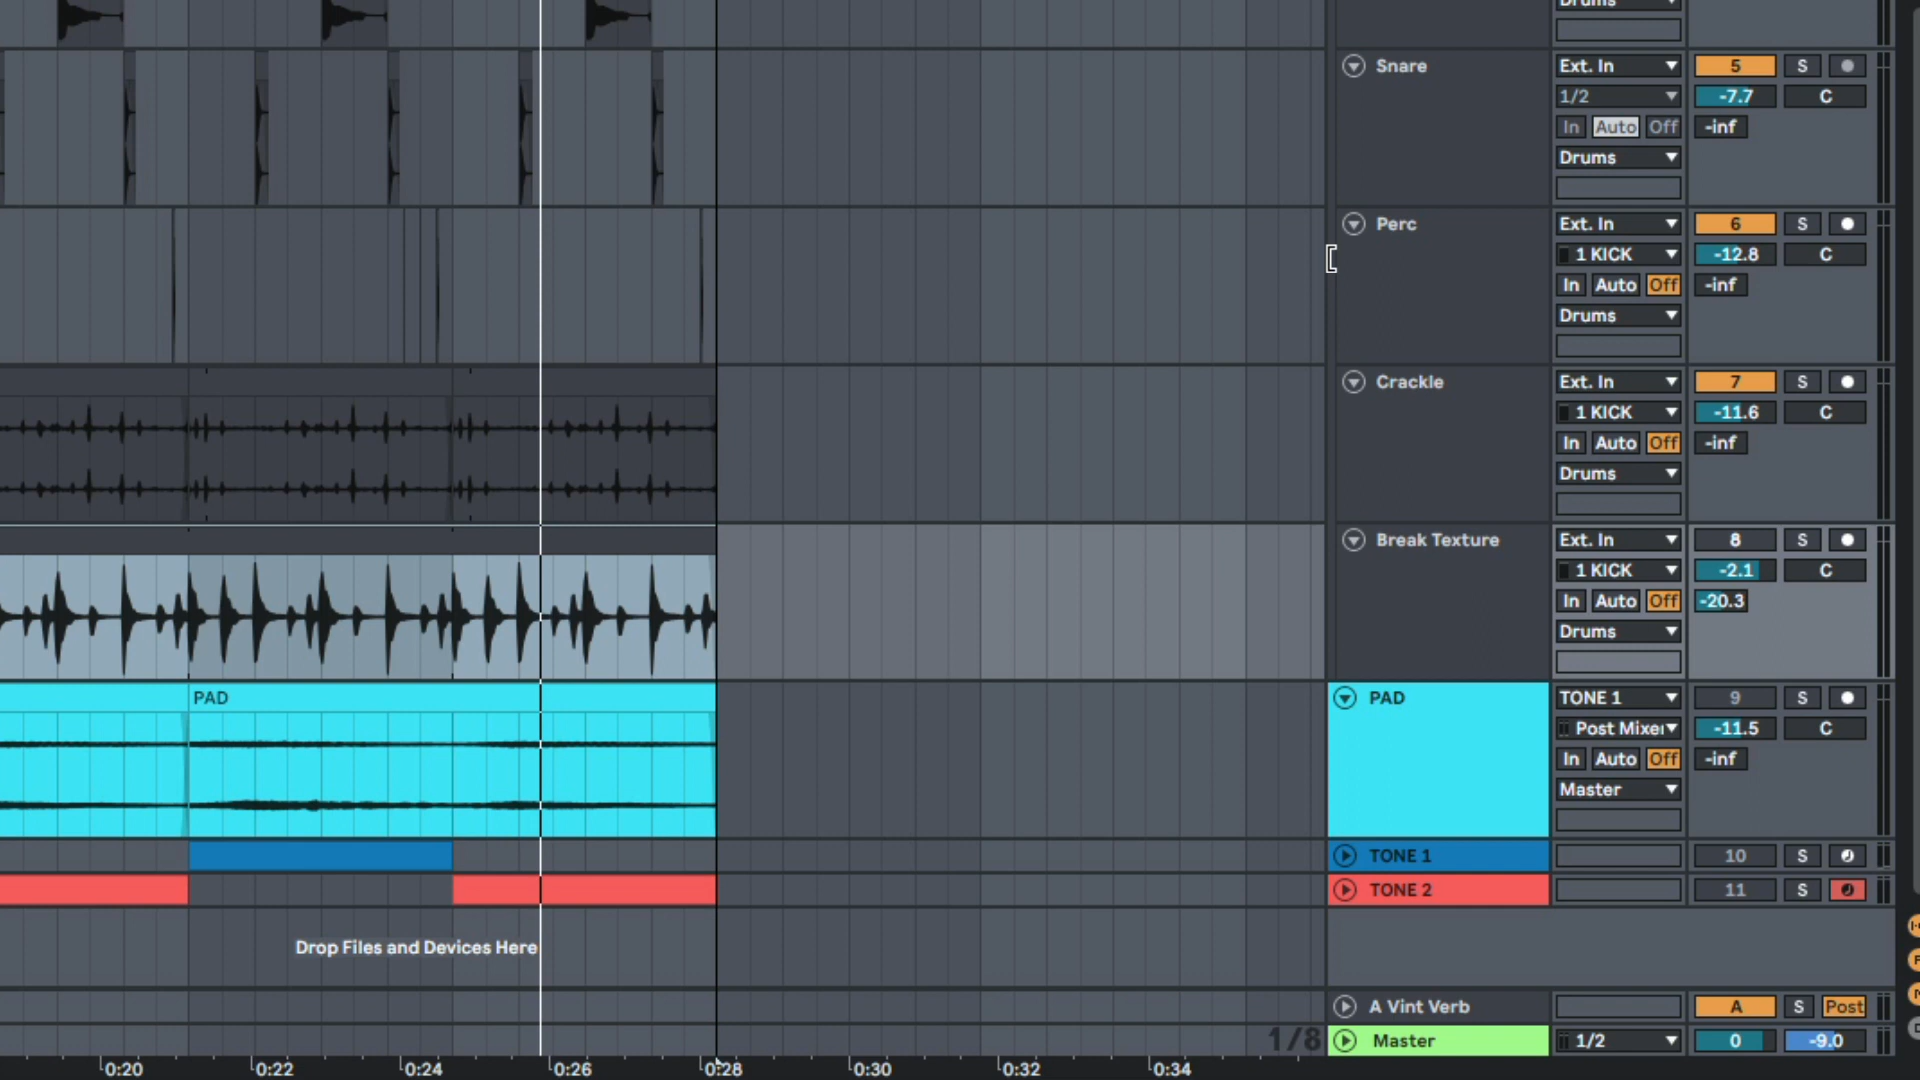 Drums
Snare Ext. In 5 S
1/2 -7.7 C
In Auto Off -inf
Drums
Perc Ext. In 6 S
1 KICK -12.8 C
In Auto Off -inf
Drums
Crackle Ext. In 7 S
1 KICK -11.6 C
In Auto Off -inf
Drums
Break Texture Ext. In 8 S
1 KICK -2.1 C
In Auto Off -20.3
Drums
PAD PAD TONE 1 9 S
Post Mixer -11.5 C
In Auto Off -inf
Master
TONE 1 10 S
TONE 2 11 S
Drop Files and Devices Here
A Vint Verb A S Post
1/8 Master 1/2 0 -9.0
0:20 0:22 0:24 0:26 0:28 0:30 0:32 0:34